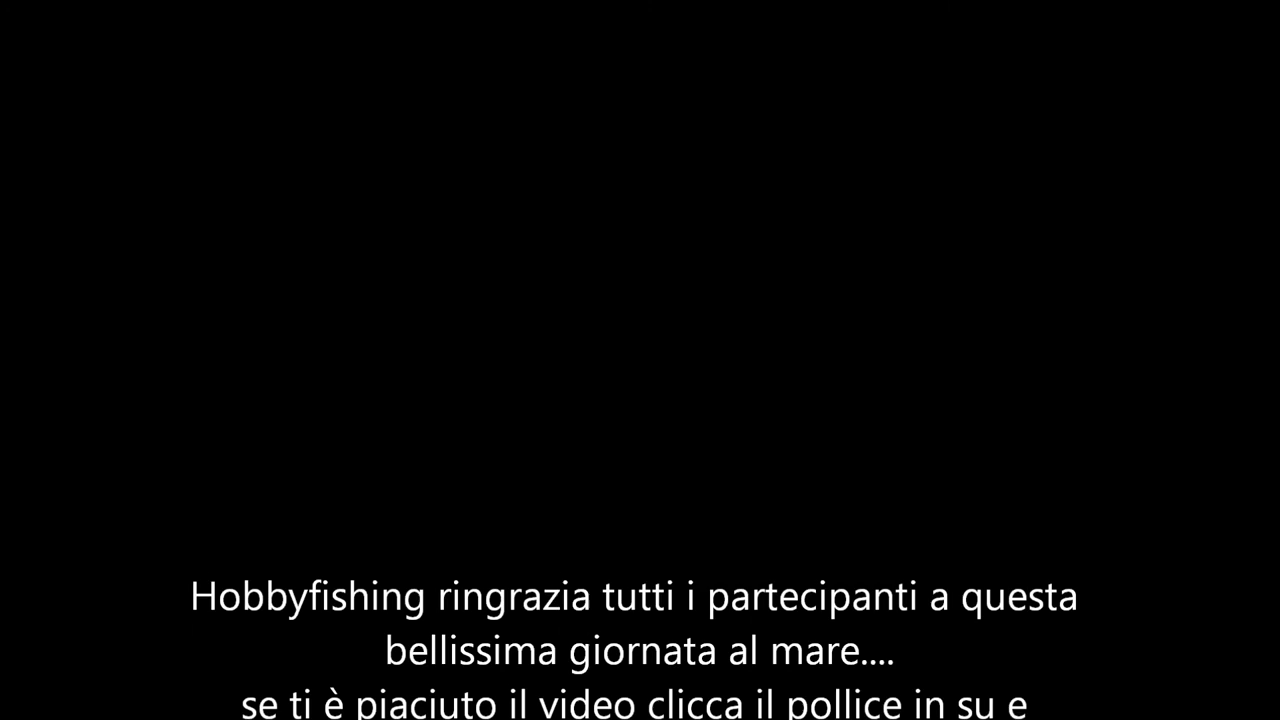 Hobbyfishing ringrazia tutti i partecipanti a questa
bellissima giornata al mare....
se ti è piaciuto il video clicca il pollice in su e